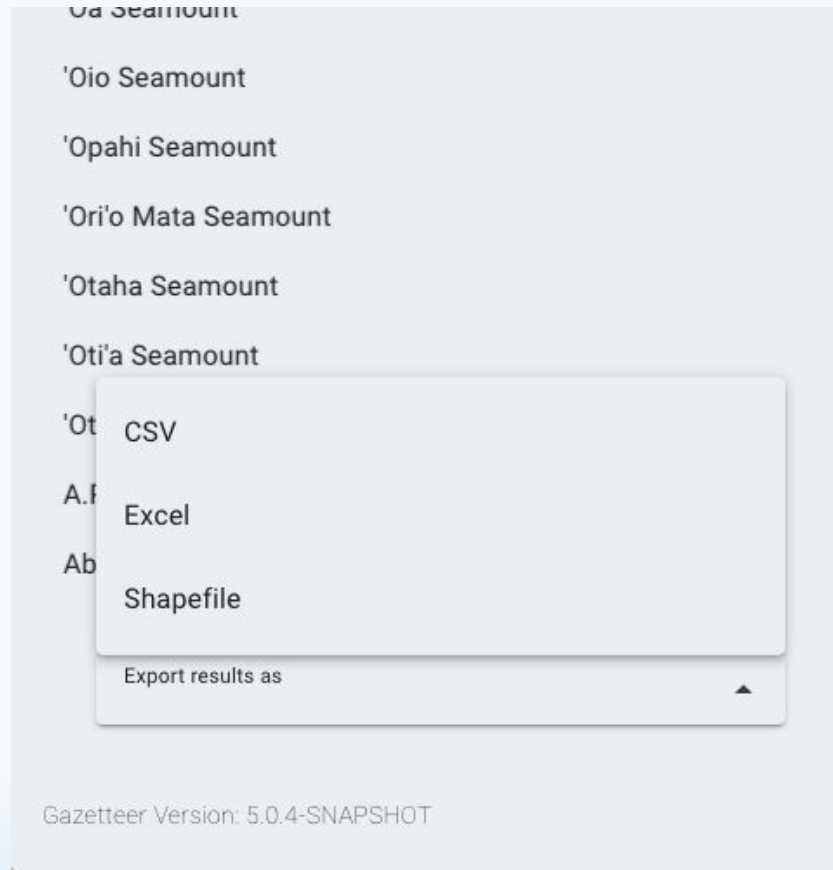 'Oio Seamount
'Opahi Seamount
'Ori'o Mata Seamount
'Otaha Seamount
'Oti'a Seamount
CSV
Excel
Shapefile
Export results as
Gazetteer Version: 5.0.4-SNAPSHOT